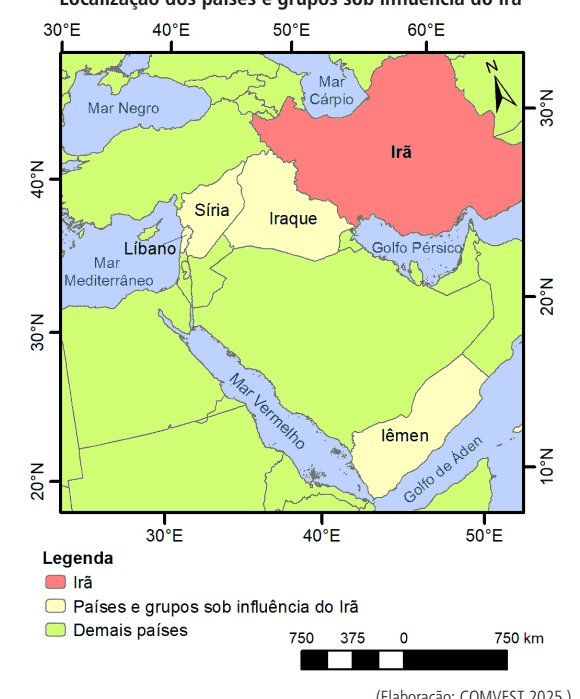 Localização dos países e grupos sob influência do Irã
30°E 40°E 50°E 60°E
N
Mar
Cárpio
Mar Negro
30°N
Irã
40°N
Síria
Iraque
Líbano
Golfo Pérsico
Mar
Mediterrâneo
20°N
30°N
Mar Vermelho
Iêmen
Golfo de Áden
10°N
20°N
30°E 40°E 50°E
Legenda
Irã
Países e grupos sob influência do Irã
Demais países
750 375 0 750 km
(Elaboração: COMVEST 2025.)